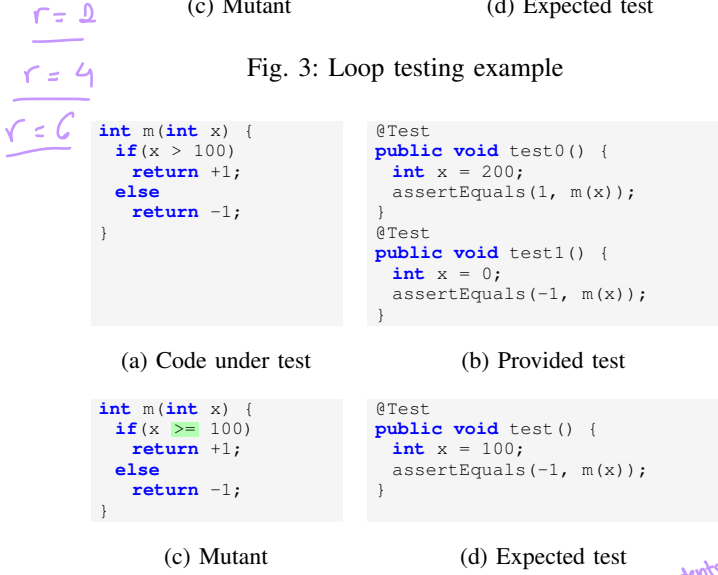 (c) Mutant
(d) Expected test
r = 2
r = 4
r = 6
Fig. 3: Loop testing example
int m(int x) {
if(x > 100)
return +1;
else
return -1;
}
@Test
public void test0() {
int x = 200;
assertEquals(1, m(x));
}
@Test
public void test1() {
int x = 0;
assertEquals(-1, m(x));
}
(a) Code under test
(b) Provided test
int m(int x) {
if(x >= 100)
return +1;
else
return -1;
}
@Test
public void test() {
int x = 100;
assertEquals(-1, m(x));
}
(c) Mutant
(d) Expected test